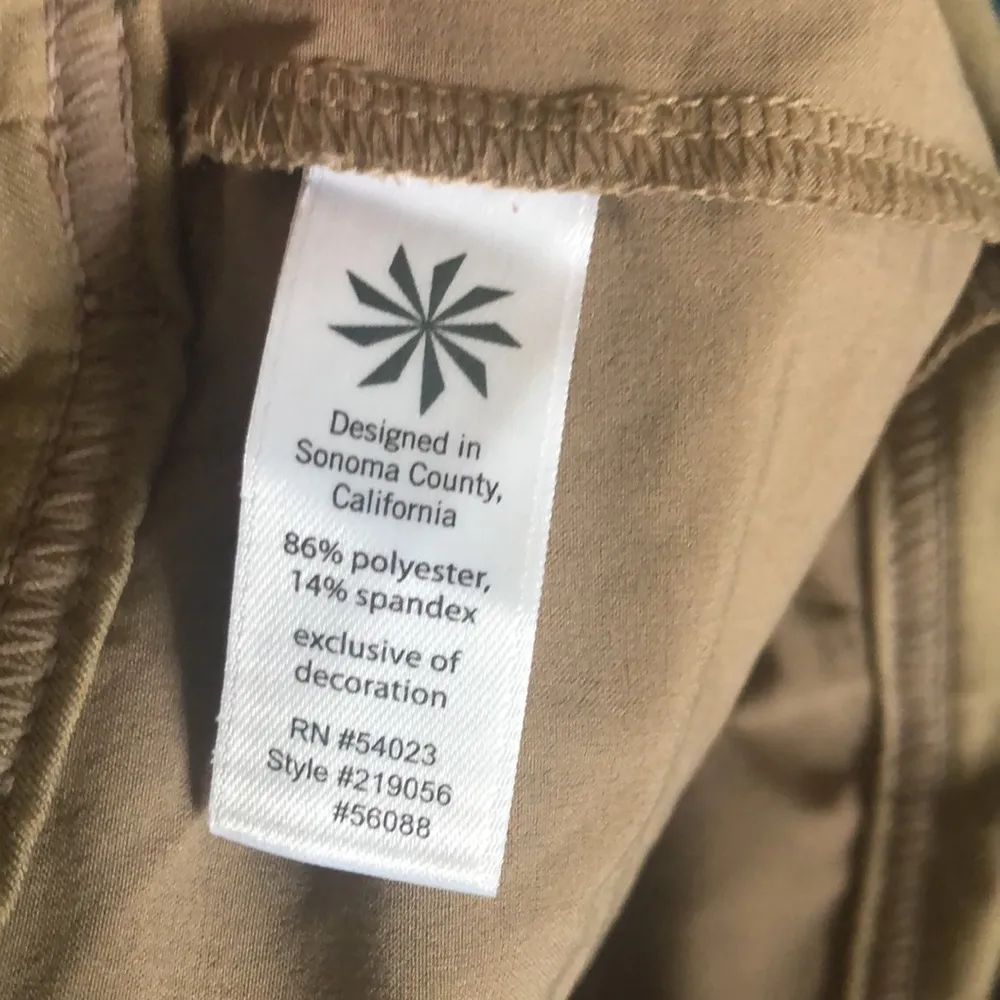 Designed in
Sonoma County,
California
86% polyester,
14% spandex
exclusive of
decoration
RN #54023
Style #219056
#56088